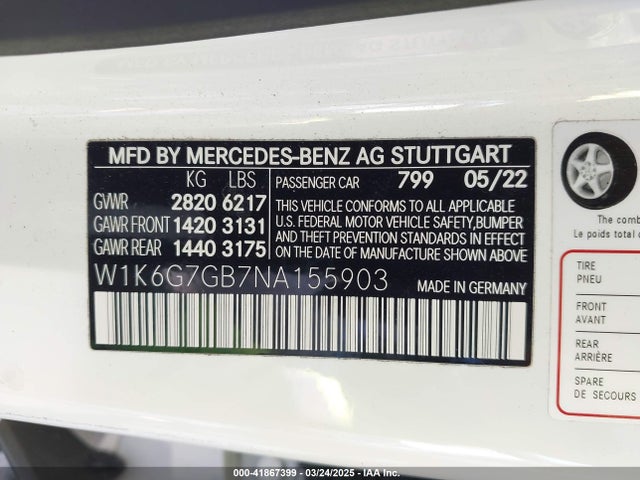 MFD BY MERCEDES-BENZ AG STUTTGART
KG LBS
GVWR 2820 6217
GAWR FRONT 1420 3131
GAWR REAR 1440 3175
PASSENGER CAR 799 05/22
THIS VEHICLE CONFORMS TO ALL APPLICABLE
U.S. FEDERAL MOTOR VEHICLE SAFETY,BUMPER
AND THEFT PREVENTION STANDARDS IN EFFECT
ON THE DATE OF MANUFACTURE SHOWN ABOVE
W1K6G7GB7NA155903 MADE IN GERMANY
The comb
Le poids total
TIRE
PNEU
FRONT
AVANT
REAR
ARRIÈRE
SPARE
DE SECOURS
000-41867399 - 03/24/2025 - IAA Inc.